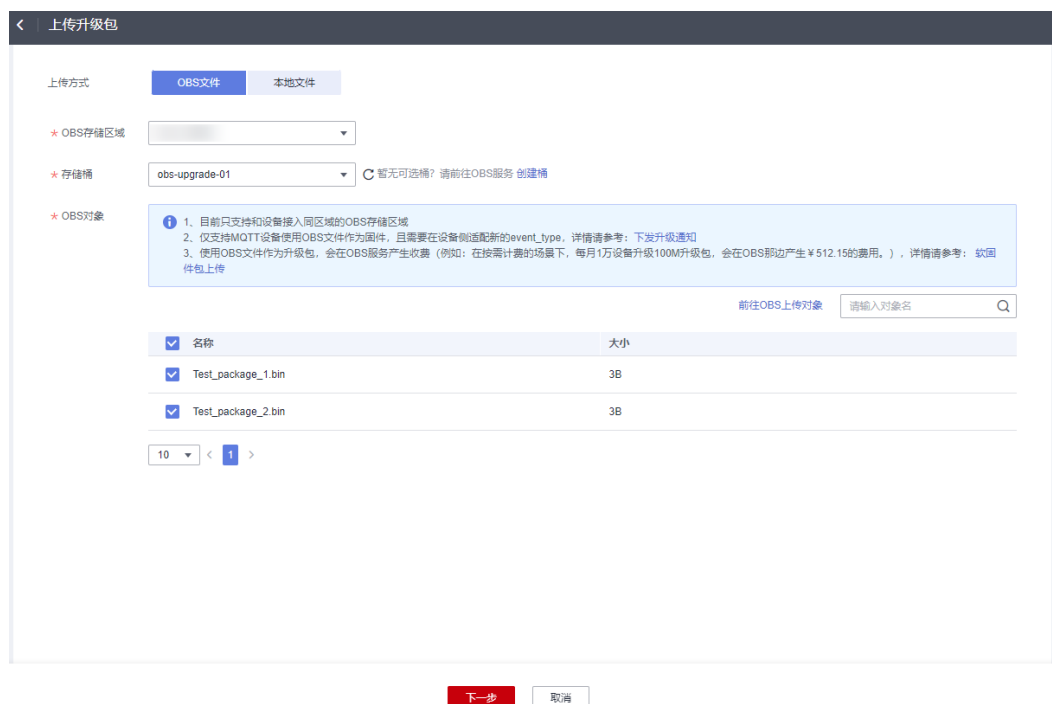 上传升级包
上传方式 OBS文件 本地文件
* OBS存储区域
* 存储桶 obs-upgrade-01 暂无可选桶？请前往OBS服务 创建桶
* OBS对象
1、目前只支持和设备接入同区域的OBS存储区域
2、仅支持MQTT设备使用OBS文件作为固件，且需要在设备侧适配新的event_type，详情请参考：下发升级通知
3、使用OBS文件作为升级包，会在OBS服务产生收费（例如：在按需计费的场景下，每月1万设备升级100M升级包，会在OBS那边产生￥512.15的费用。），详情请参考： 软固
件包上传
前往OBS上传对象 请输入对象名
名称 大小
Test_package_1.bin 3B
Test_package_2.bin 3B
10 < 1 >
下一步 取消